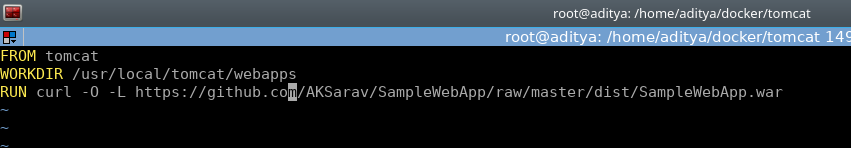 root@aditya: /home/aditya/docker/tomcat
root@aditya: /home/aditya/docker/tomcat 149
FROM tomcat
WORKDIR /usr/local/tomcat/webapps
RUN curl -O -L https://github.com/AKSarav/SampleWebApp/raw/master/dist/SampleWebApp.war
~
~
~